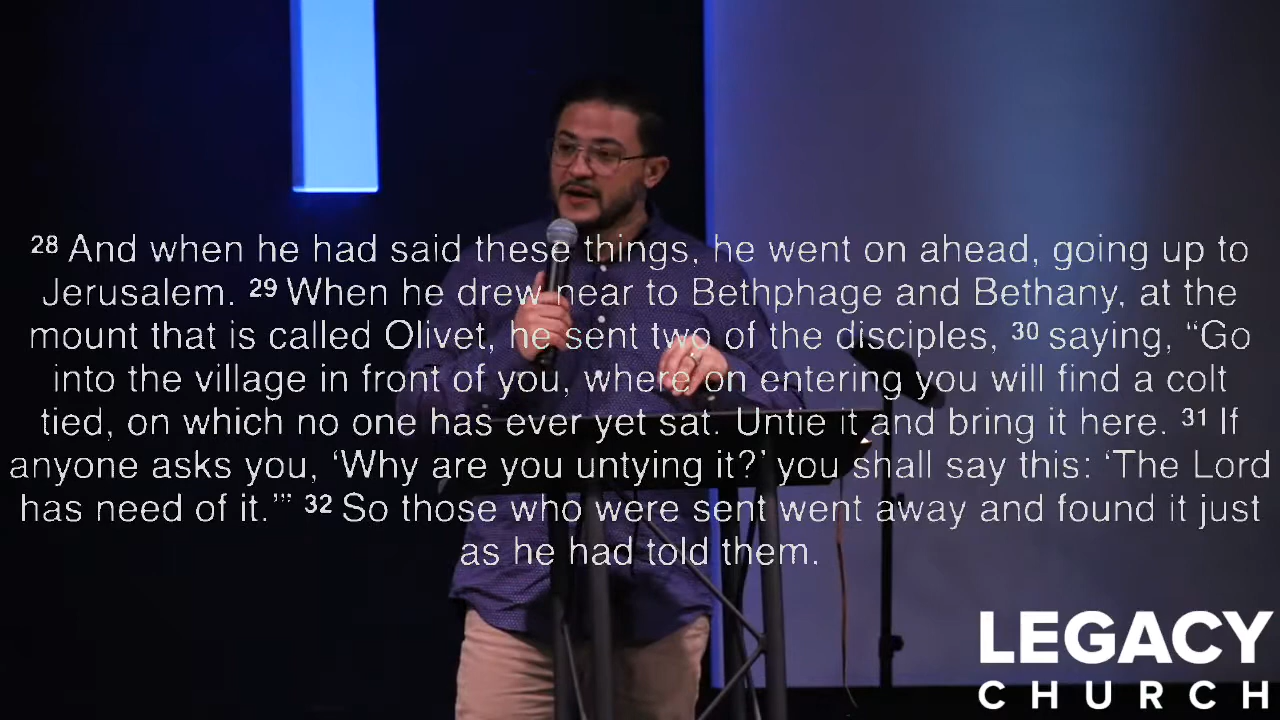 28 And when he had said these things, he went on ahead, going up to
Jerusalem. 29 When he drew near to Bethphage and Bethany, at the
mount that is called Olivet, he sent two of the disciples, 30 saying, “Go
into the village in front of you, where on entering you will find a colt
tied, on which no one has ever yet sat. Untie it and bring it here. 31 If
anyone asks you, ‘Why are you untying it?’ you shall say this: ‘The Lord
has need of it.’” 32 So those who were sent went away and found it just
as he had told them.
LEGACY
CHURCH